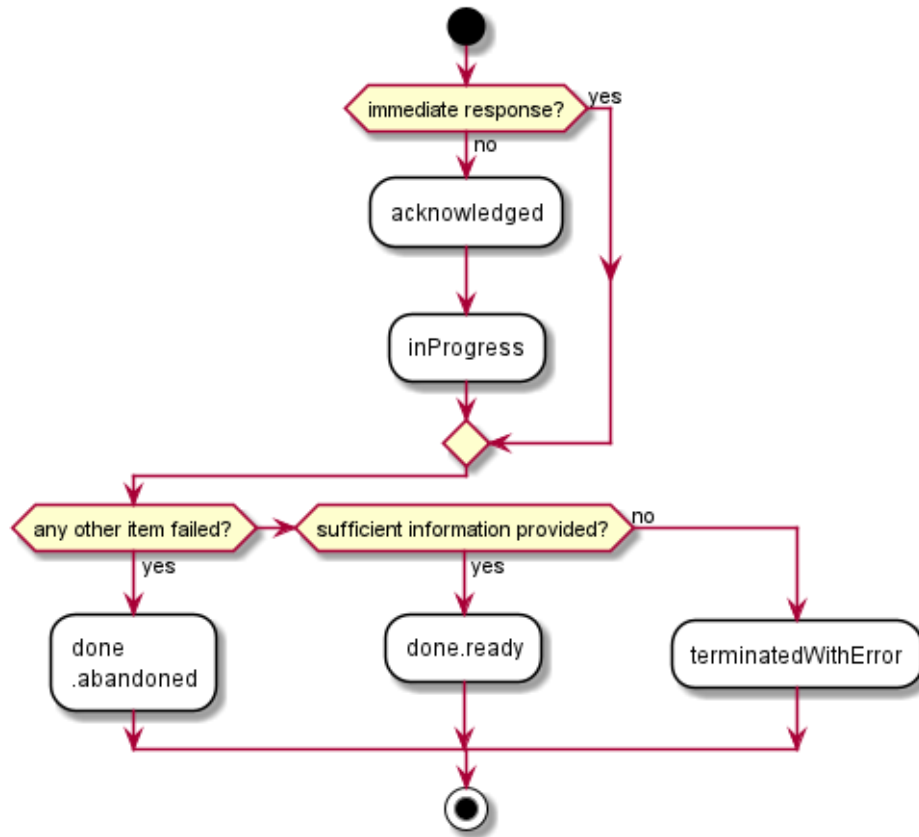 immediate response?
yes
no
acknowledged
inProgress
any other item failed?
sufficient information provided?
no
yes
yes
done
.abandoned
done.ready
terminatedWithError